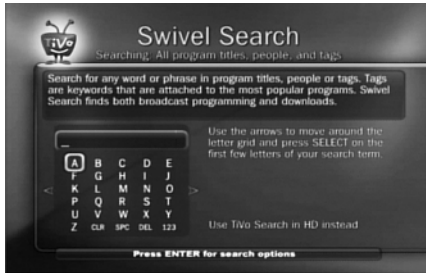 TiVo
Swivel Search
Searching: All program titles, people, and tags
Search for any word or phrase in program titles, people or tags. Tags
are keywords that are attached to the most popular programs. Swivel
Search finds both broadcast programming and downloads.
Use the arrows to move around the
letter grid and press SELECT on the
first few letters of your search term.
A B C D E
F G H I J
< K L M N O >
P Q R S T
U V W X Y
Z CLR SPC DEL 123
Use TiVo Search in HD instead
Press ENTER for search options